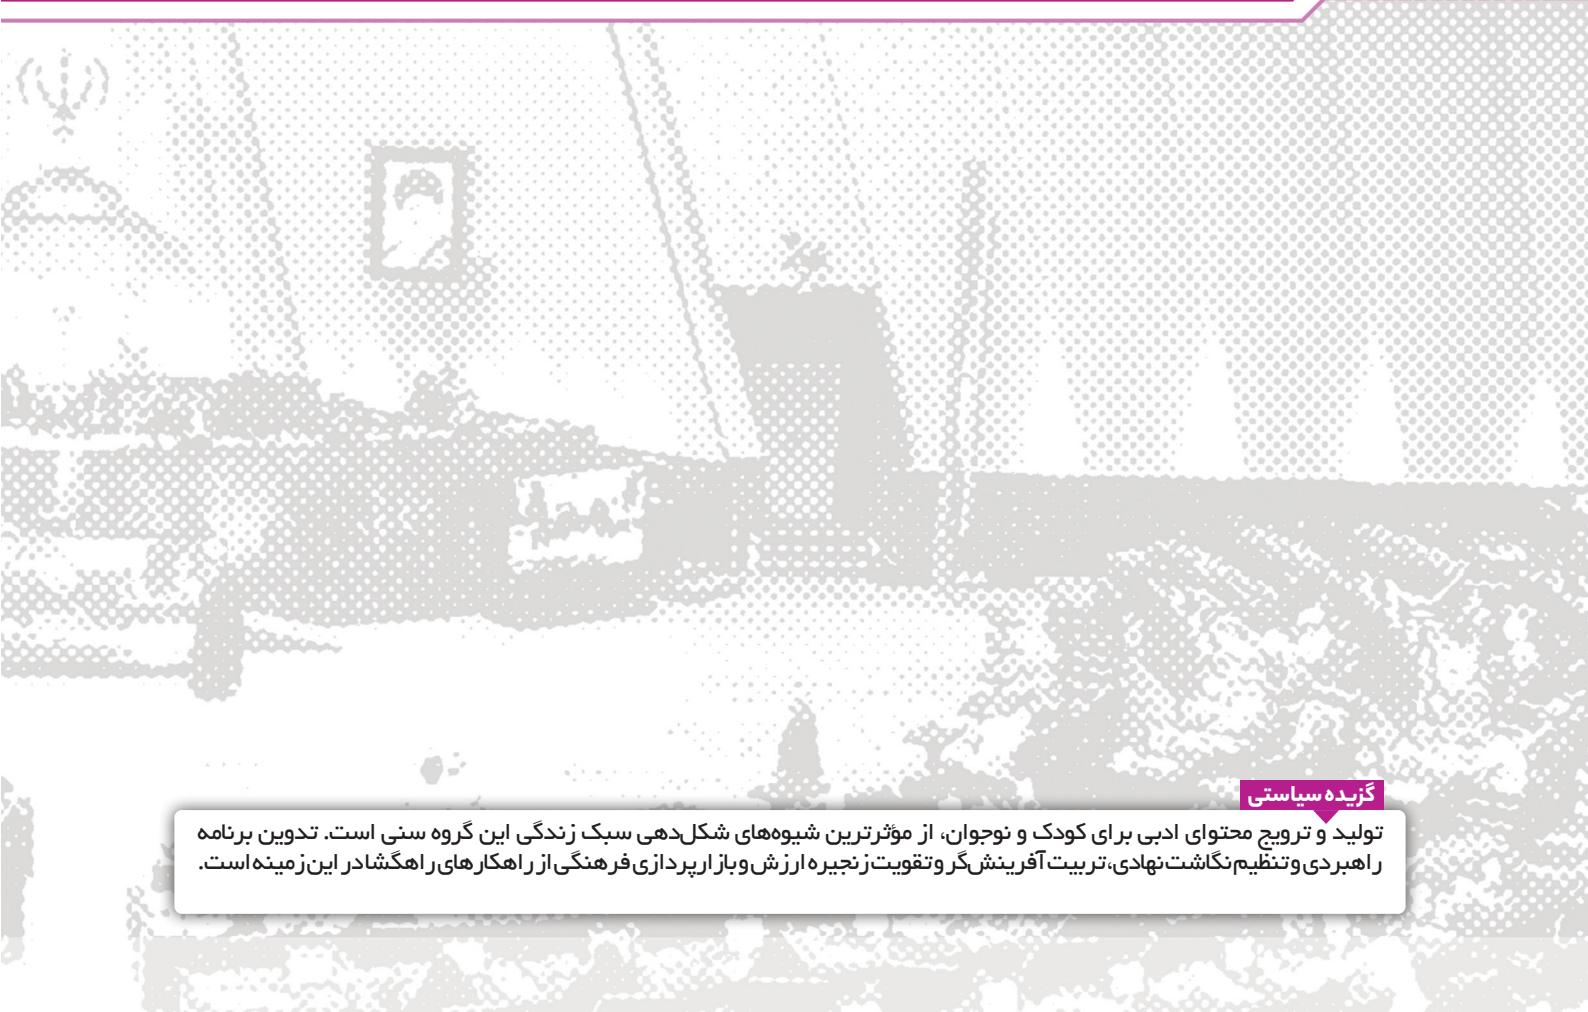 گزیده سیاستی
تولید و ترویج محتوای ادبی برای کودک و نوجوان، از مؤثرترین شیوه‌های شکل‌دهی سبک زندگی این گروه سنی است. تدوین برنامه
راهبردی و تنظیم نگاشت نهادی، تربیت آفرینش‌گر و تقویت زنجیره ارزش و بازارپردازی فرهنگی از راهکارهای راهگشا در این زمینه است.